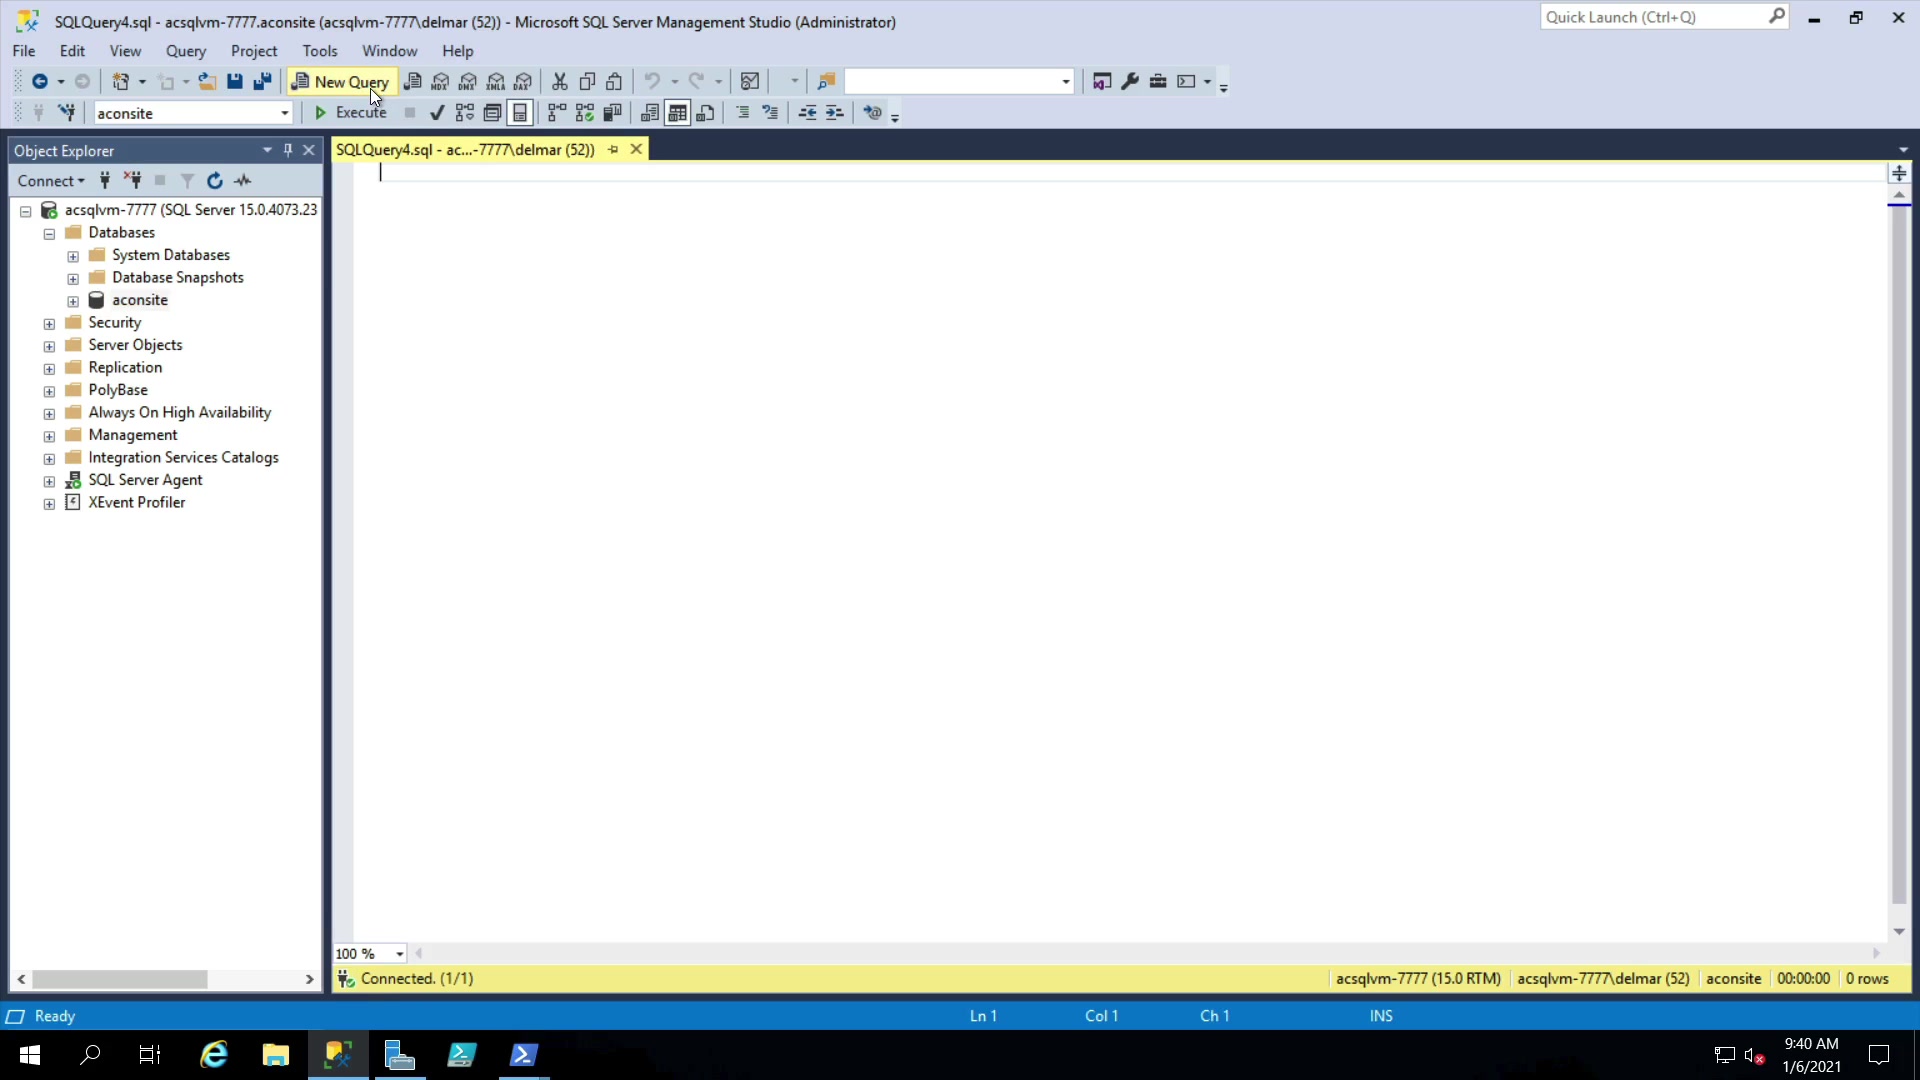 SQLQuery4.sql - acsqlvm-7777.aconsite (acsqlvm-7777\delmar (52)) - Microsoft SQL Server Management Studio (Administrator)
Quick Launch (Ctrl+Q)
File Edit View Query Project Tools Window Help
New Query MDX DMX XMLA DAX
aconsite Execute
Object Explorer
SQLQuery4.sql - ac...-7777\delmar (52))
Connect
acsqlvm-7777 (SQL Server 15.0.4073.23
Databases
System Databases
Database Snapshots
aconsite
Security
Server Objects
Replication
PolyBase
Always On High Availability
Management
Integration Services Catalogs
SQL Server Agent
XEvent Profiler
100 %
Connected. (1/1)
acsqlvm-7777 (15.0 RTM) acsqlvm-7777\delmar (52) aconsite 00:00:00 0 rows
Ready
Ln 1 Col 1 Ch 1 INS
9:40 AM
1/6/2021